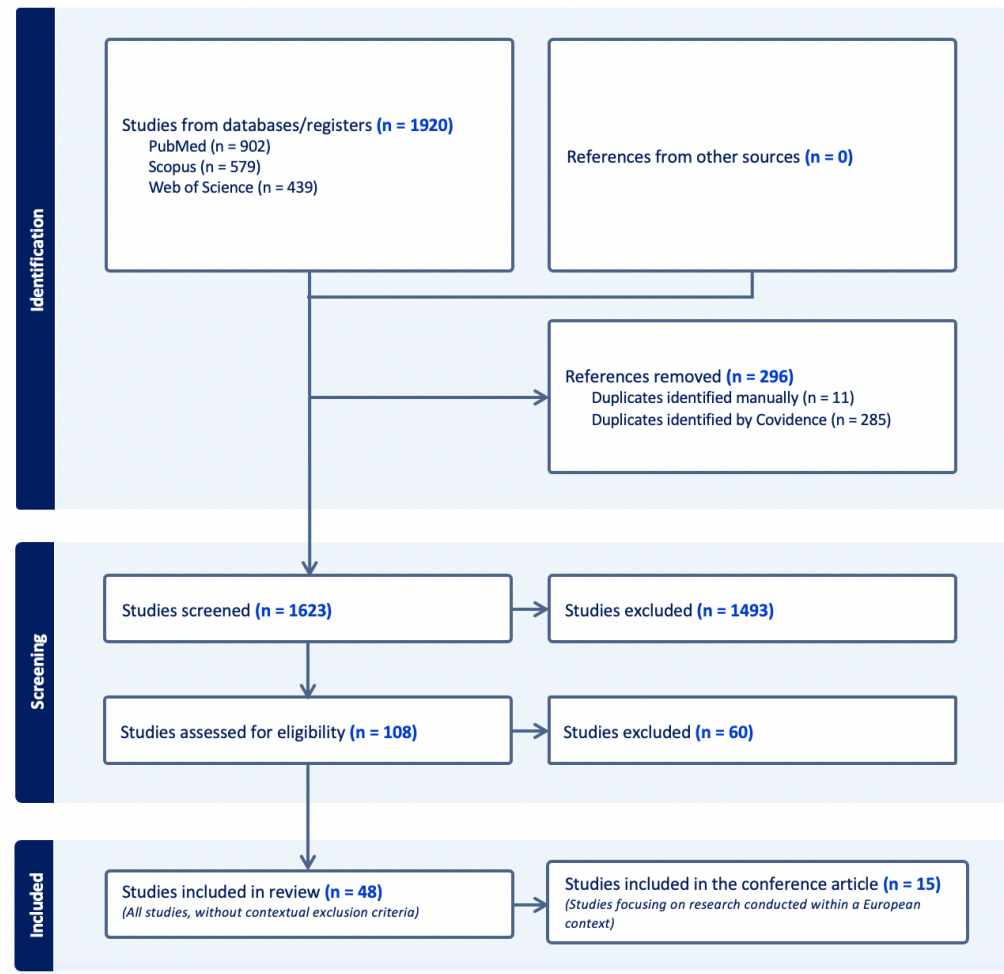 Identification
Studies from databases/registers (n = 1920)
PubMed (n = 902)
Scopus (n = 579)
Web of Science (n = 439)
References from other sources (n = 0)
References removed (n = 296)
Duplicates identified manually (n = 11)
Duplicates identified by Covidence (n = 285)
Screening
Studies screened (n = 1623)
Studies excluded (n = 1493)
Studies assessed for eligibility (n = 108)
Studies excluded (n = 60)
Included
Studies included in review (n = 48)
(All studies, without contextual exclusion criteria)
Studies included in the conference article (n = 15)
(Studies focusing on research conducted within a European
context)